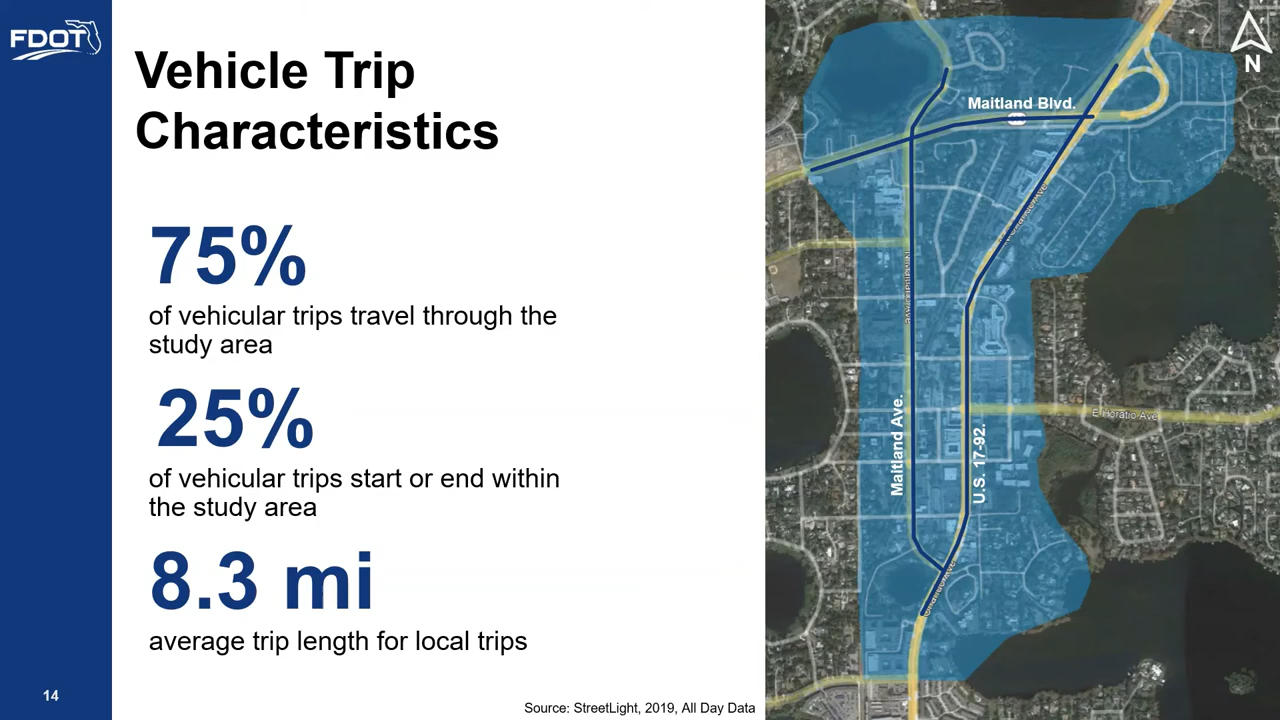 FDOT
Vehicle Trip
Characteristics
75%
of vehicular trips travel through the
study area
25%
of vehicular trips start or end within
the study area
8.3 mi
average trip length for local trips
14
Source: StreetLight, 2019, All Day Data
N
Maitland Blvd.
Maitland Ave.
U.S. 17-92.
E Horatio Ave